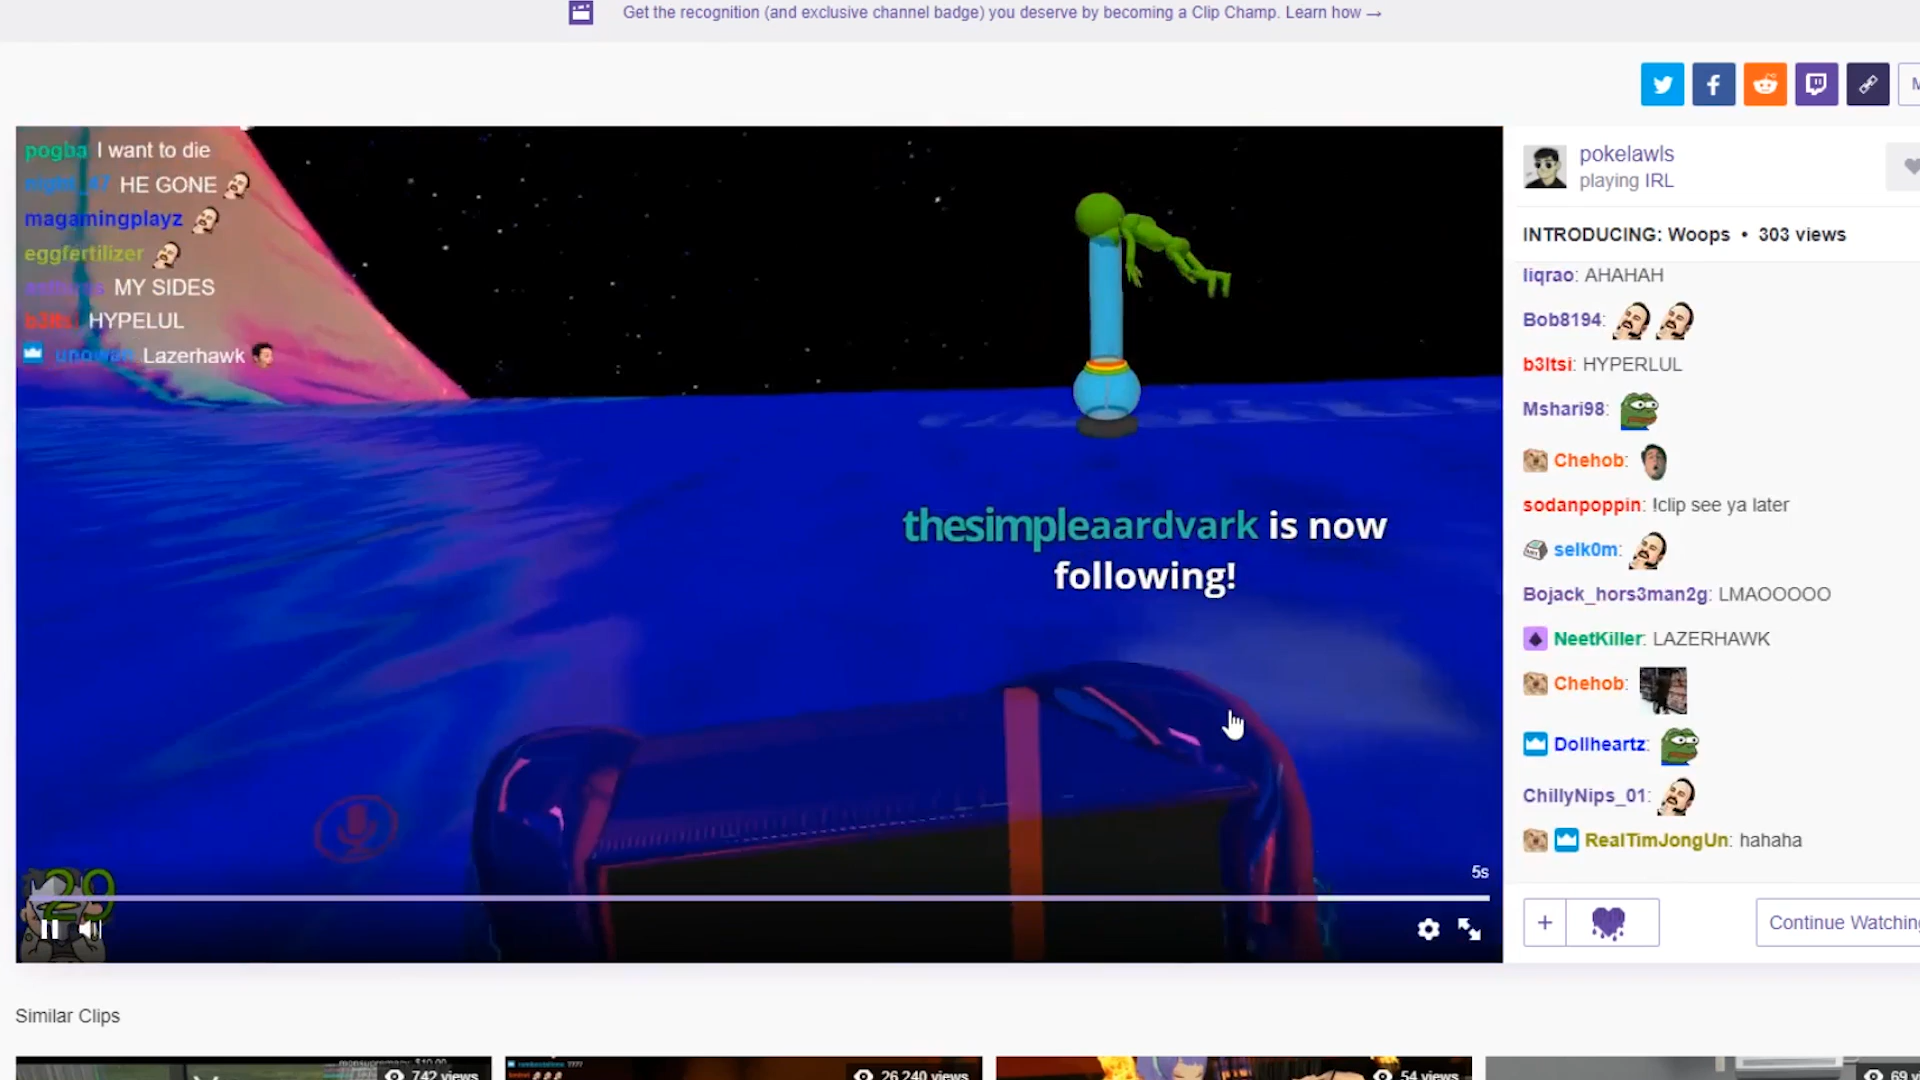 Get the recognition (and exclusive channel badge) you deserve by becoming a Clip Champ. Learn how →
pokelawls
playing IRL
INTRODUCING: Woops • 303 views
pogba I want to die
HE GONE
magamingplayz
eggfertilizer
MY SIDES
HYPELUL
Lazerhawk
thesimpleaardvark is now
following!
29
5s
liqrao: AHAHAH
Bob8194:
b3ltsi: HYPERLUL
Mshari98:
Chehob:
sodanpoppin: !clip see ya later
selk0m:
Bojack_hors3man2g: LMAOOOOO
NeetKiller: LAZERHAWK
Chehob:
Dollheartz:
ChillyNips_01:
RealTimJongUn: hahaha
+
Continue Watching
Similar Clips
742 views
26,240 views
54 views
69